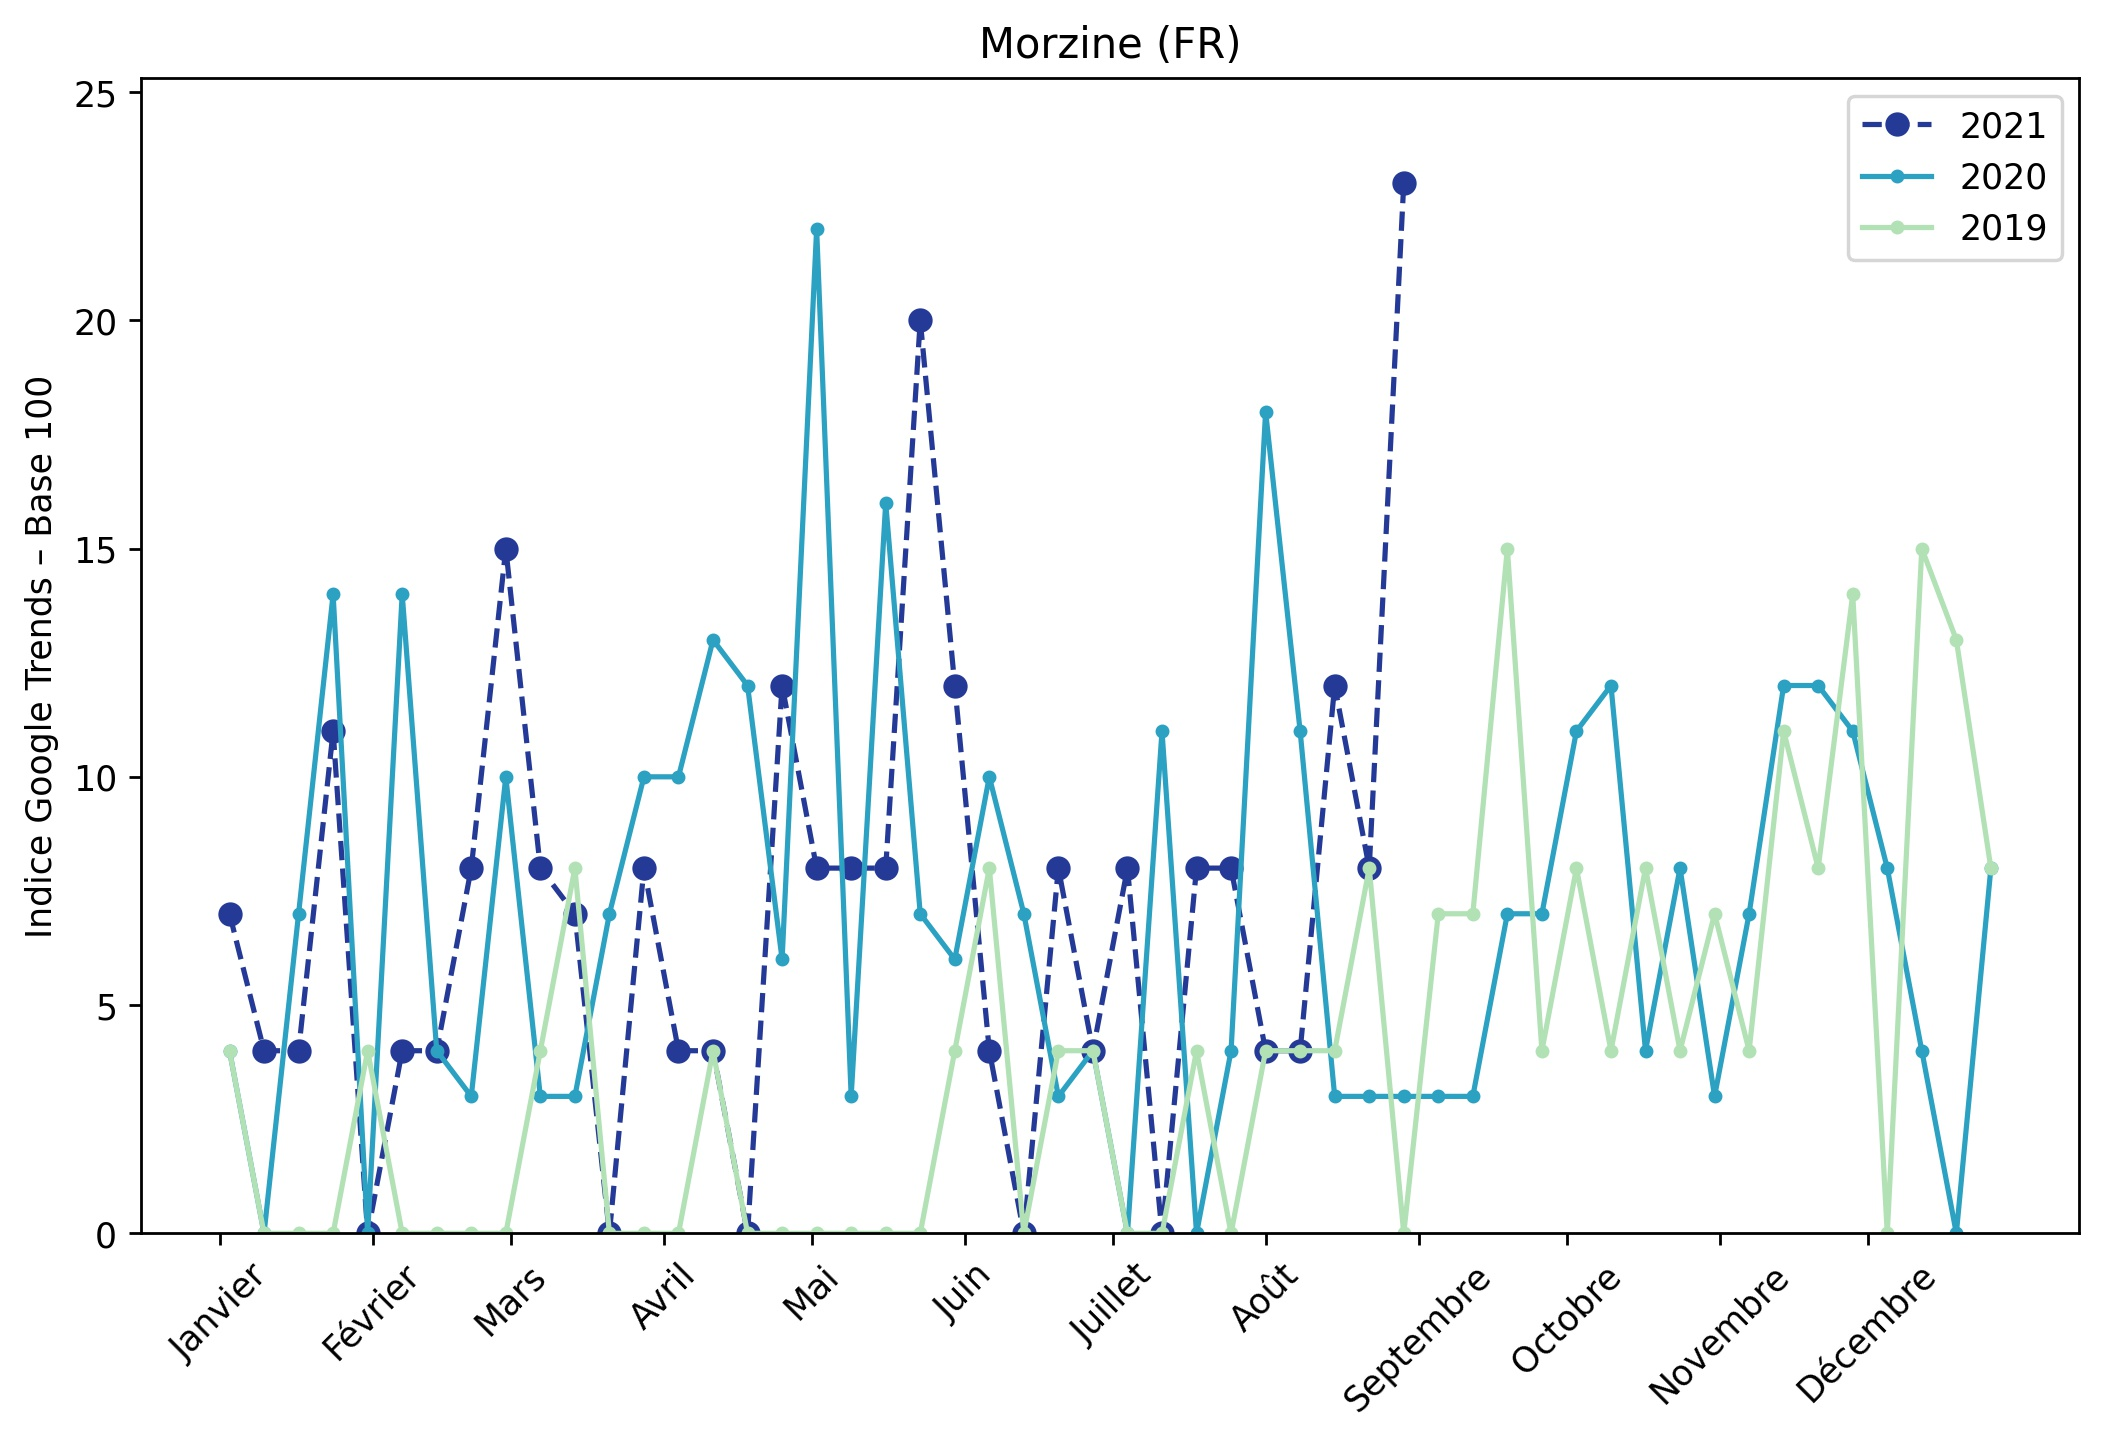 Morzine (FR)
25
20
15
10
5
0
Indice Google Trends – Base 100
2021
2020
2019
Janvier
Février
Mars
Avril
Mai
Juin
Juillet
Août
Septembre
Octobre
Novembre
Décembre